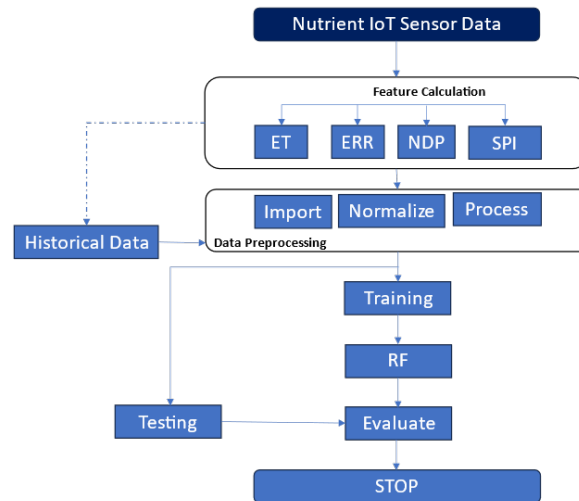 Nutrient IoT Sensor Data
Feature Calculation
ET ERR NDP SPI
Import Normalize Process
Historical Data
Data Preprocessing
Training
RF
Testing
Evaluate
STOP